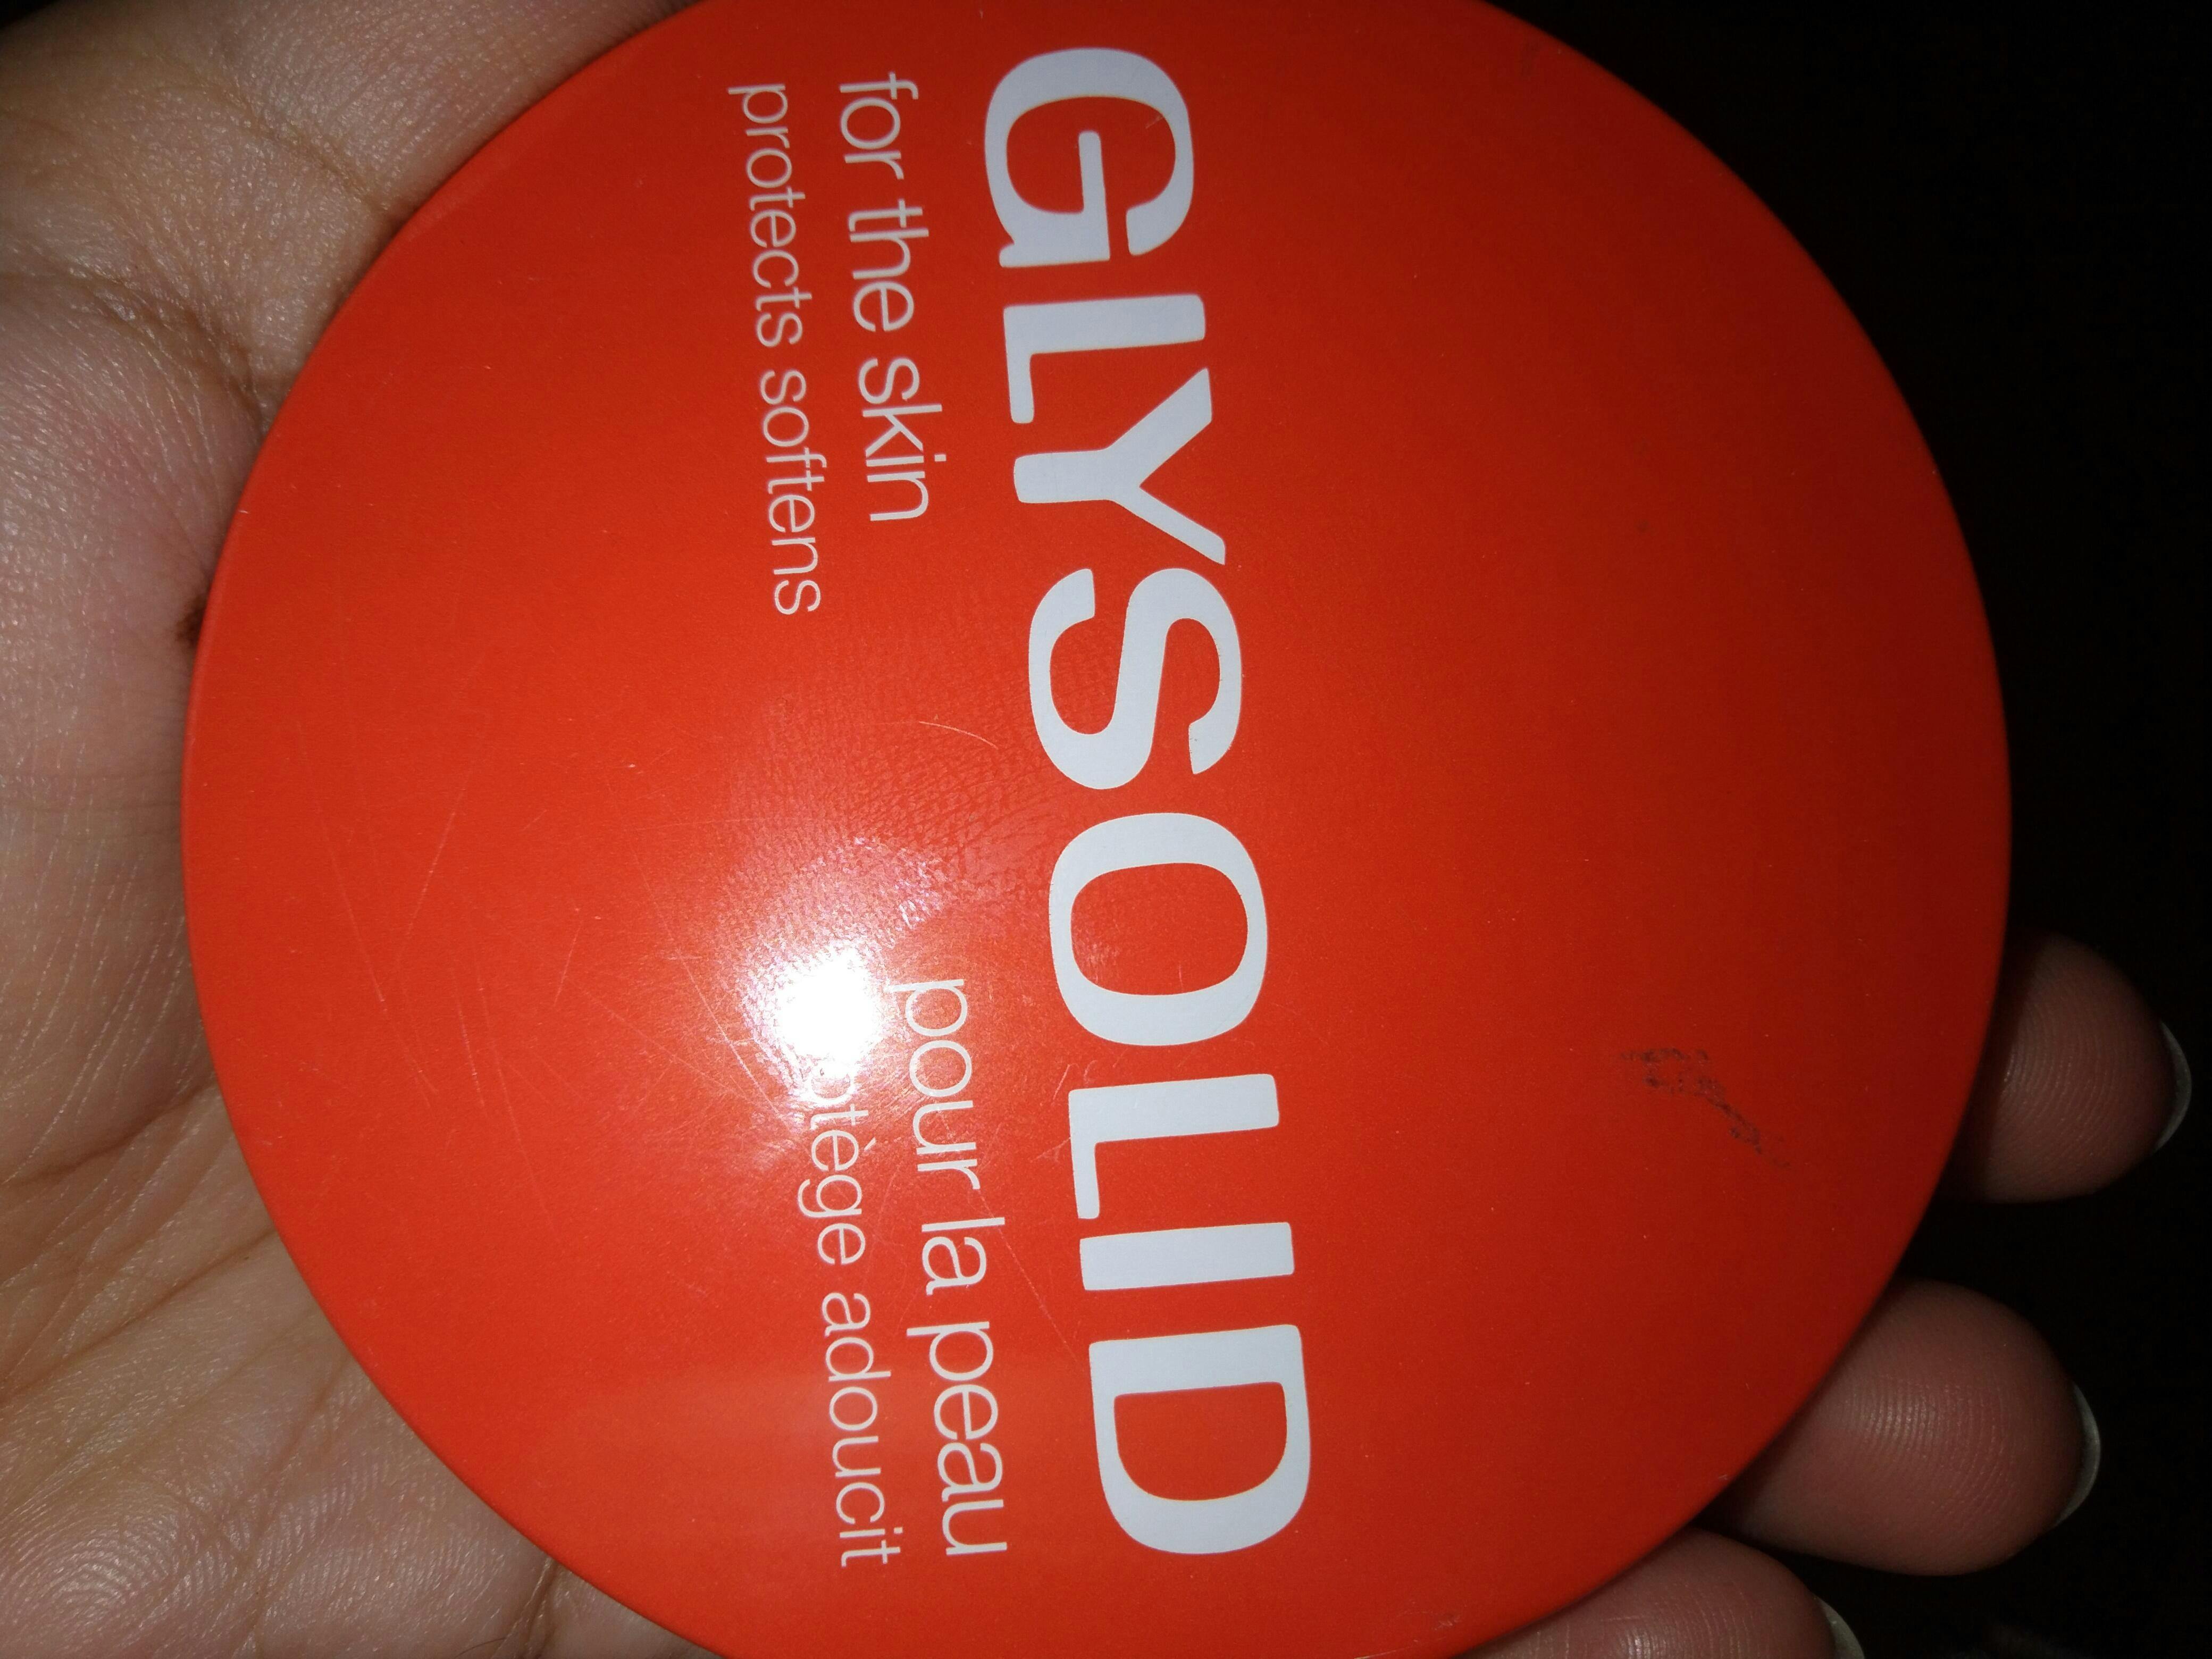 GLYSOLID
for the skin pour la peau
protects softens adoucit